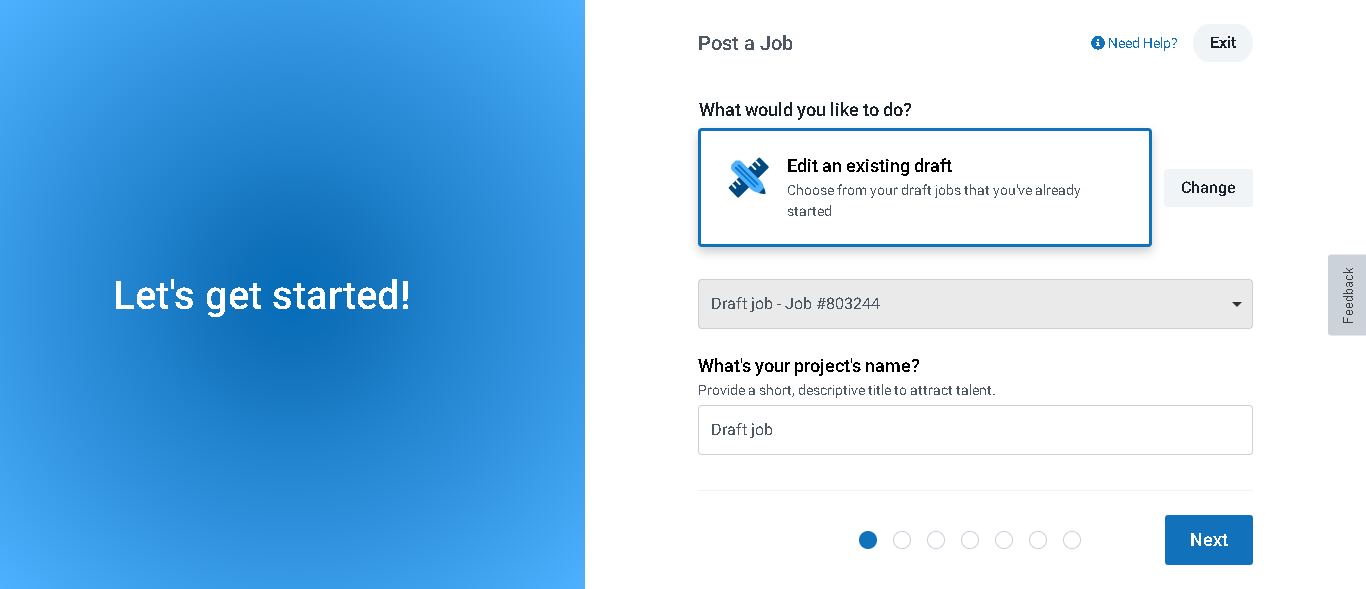 Let's get started!
Post a Job
Need Help?
Exit
What would you like to do?
Edit an existing draft
Choose from your draft jobs that you've already
started
Change
Draft job - Job #803244
What's your project's name?
Provide a short, descriptive title to attract talent.
Draft job
Next
Feedback